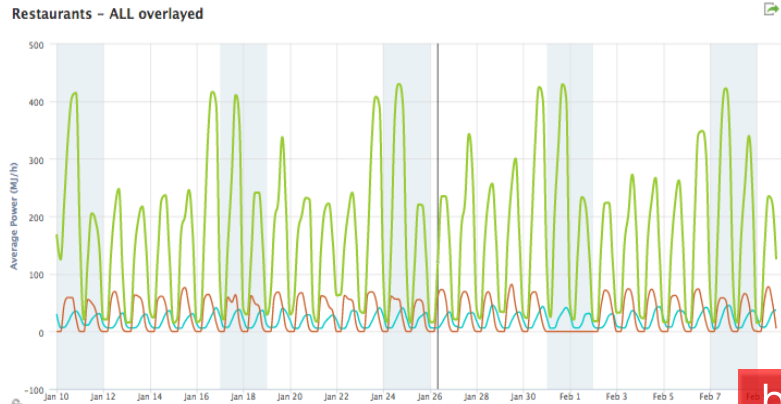 Restaurants - ALL overlayed
500
400
300
200
100
0
-100
Average Power (MJ/h)
Jan 10 Jan 12 Jan 14 Jan 16 Jan 18 Jan 20 Jan 22 Jan 24 Jan 26 Jan 28 Jan 30 Feb 1 Feb 3 Feb 5 Feb 7 Feb
b